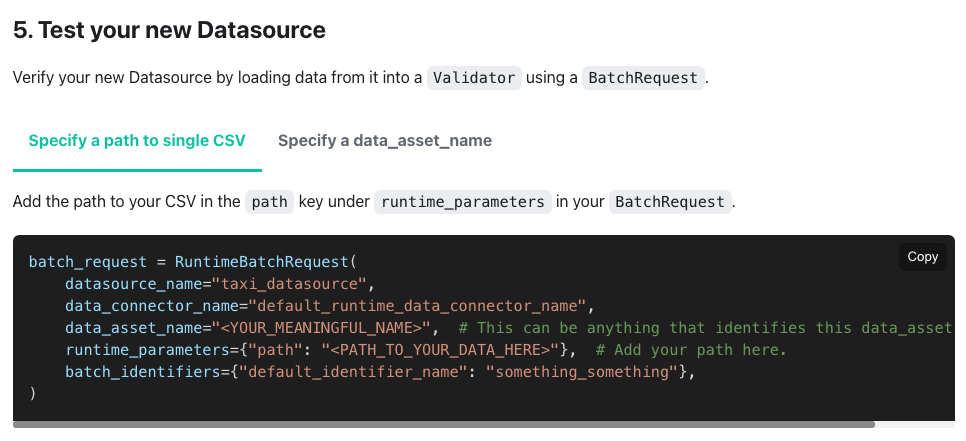 5. Test your new Datasource
Verify your new Datasource by loading data from it into a Validator using a BatchRequest.
Specify a path to single CSV
Specify a data_asset_name
Add the path to your CSV in the path key under runtime_parameters in your BatchRequest.
Copy
batch_request = RuntimeBatchRequest(
    datasource_name="taxi_datasource",
    data_connector_name="default_runtime_data_connector_name",
    data_asset_name="<YOUR_MEANINGFUL_NAME>",  # This can be anything that identifies this data_asset
    runtime_parameters={"path": "<PATH_TO_YOUR_DATA_HERE>"},  # Add your path here.
    batch_identifiers={"default_identifier_name": "something_something"},
)